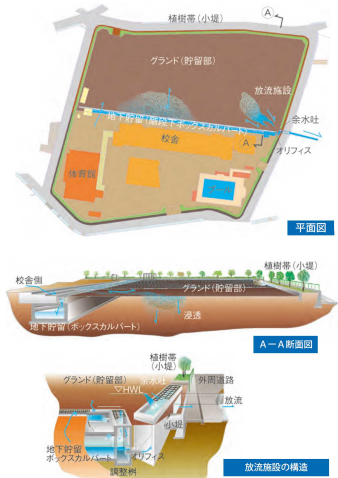 植樹帯(小堤)
A
グランド(貯留部)
放流施設
地下貯留(階段下ボックスカルバート)
余水吐
校舎
A
オリフィス
体育館
プール
平面図
植樹帯(小堤)
校舎側
グランド(貯留部)
地下貯留(ボックスカルバート)
浸透
A-A断面図
植樹帯
(小堤)
グランド(貯留部)
余水吐
外周道路
▽HWL
放流
小堤
地下貯留
ボックスカルバート
オリフィス
調整桝
放流施設の構造